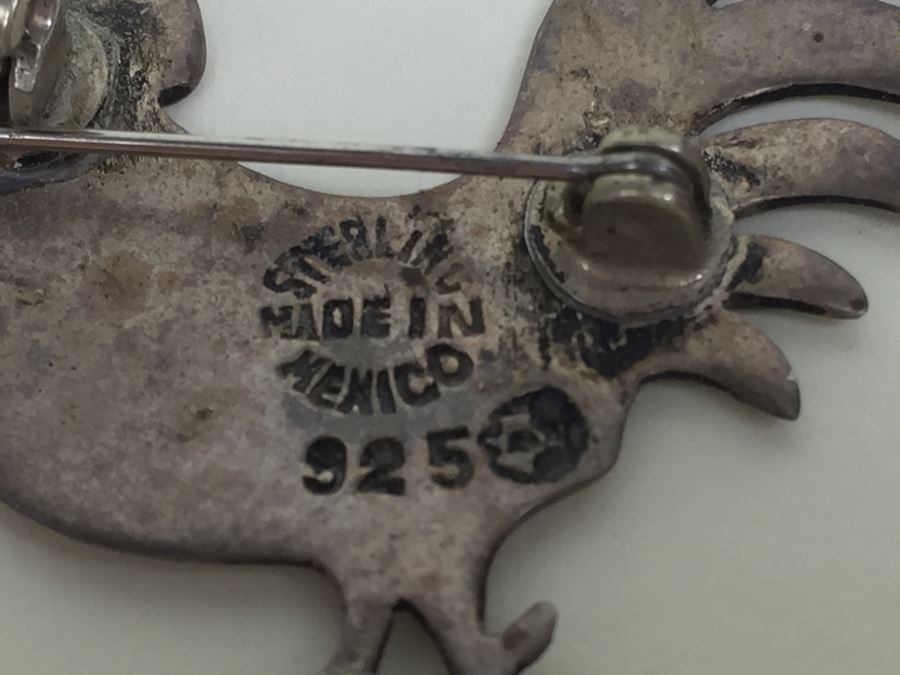 STERLING
MADE IN
MEXICO
925